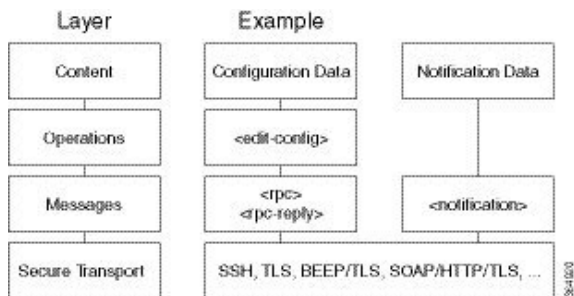 Layer
Example
Content
Configuration Data
Notification Data
Operations
<edit-config>
Messages
<rpc>
<rpc-reply>
<notification>
Secure Transport
SSH, TLS, BEEP/TLS, SOAP/HTTP/TLS, ...